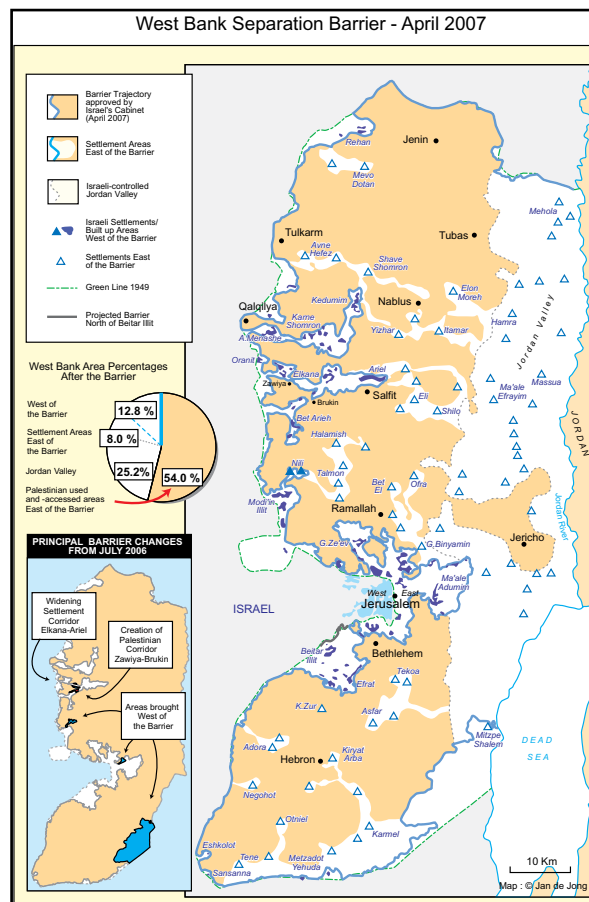 West Bank Separation Barrier - April 2007
Barrier Trajectory
approved by
Israel's Cabinet
(April 2007)
Settlement Areas
East of the Barrier
Israeli-controlled
Jordan Valley
Israeli Settlements/
Built up Areas
West of the Barrier
Settlements East
of the Barrier
Green Line 1949
Projected Barrier
North of Beitar Illit
West Bank Area Percentages
After the Barrier
West of
the Barrier
12.8 %
Settlement Areas
East of
the Barrier
8.0 %
Jordan Valley
25.2%
54.0 %
Palestinian used
and -accessed areas
East of the Barrier
PRINCIPAL BARRIER CHANGES
FROM JULY 2006
Widening
Settlement
Corridor
Elkana-Ariel
Creation of
Palestinian
Corridor
Zawiya-Brukin
Areas brought
West of
the Barrier
Rehan
Jenin
Mevo
Dotan
Mehola
Tulkarm
Tubas
Avne
Hefez
Shave
Shomron
Elon
Moreh
Kedumim
Nablus
Qalqilya
Karne
Shomron
Yizhar
Itamar
Hamra
Jordan Valley
A.Menashe
Oranit
Elkana
Ariel
Zawiya
Brukin
Salfit
Eli
Shilo
Ma'ale
Efrayim
Massua
JORDAN
Bet Arieh
Halamish
Nili
Talmon
Bet
El
Ofra
Modi'in
Illit
Ramallah
Jordan River
G.Ze'ev
G,Binyamin
Jericho
ISRAEL
West
East
Jerusalem
Ma'ale
Adumim
Beitar
Illit
Bethlehem
Efrat
Tekoa
K.Zur
Asfar
Mitzpe
Shalem
DEAD
SEA
Adora
Hebron
Kiryat
Arba
Negohot
Otniel
Karmel
Eshkolot
Tene
Sansanna
Metzadot
Yehuda
10 Km
Map : © Jan de Jong